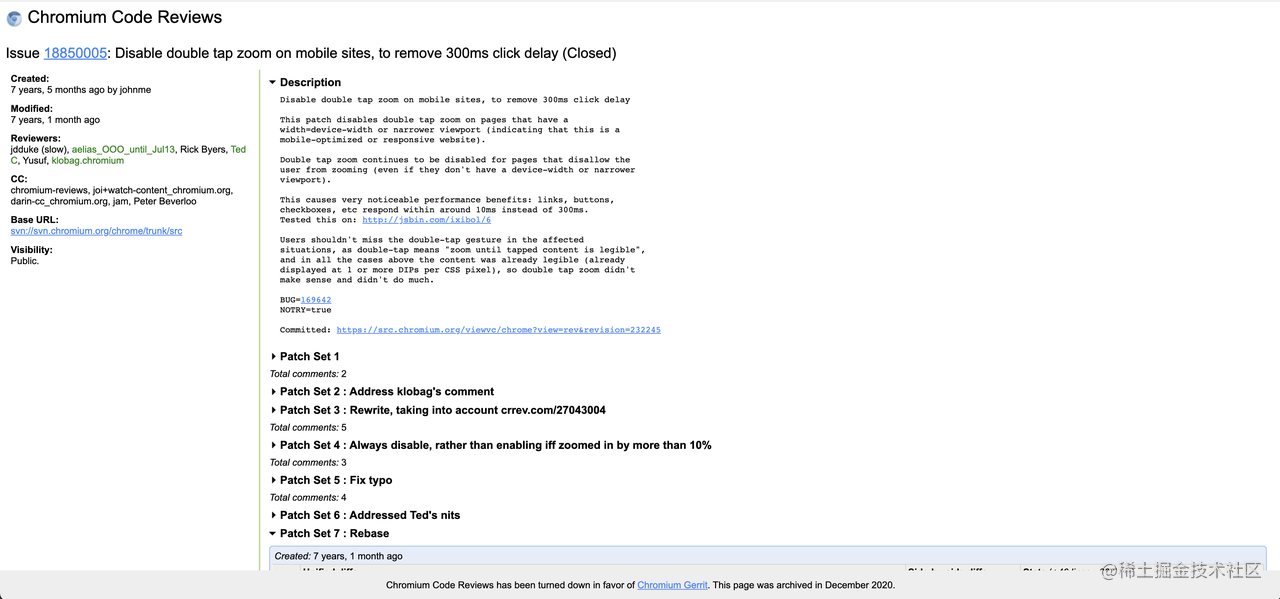 Chromium Code Reviews
Issue 18850005: Disable double tap zoom on mobile sites, to remove 300ms click delay (Closed)
Created:
7 years, 5 months ago by johnme
Modified:
7 years, 1 month ago
Reviewers:
jdduke (slow), aelias_OOO_until_Jul13, Rick Byers, Ted
C, Yusuf, klobag.chromium
CC:
chromium-reviews, joi+watch-content_chromium.org,
darin-cc_chromium.org, jam, Peter Beverloo
Base URL:
svn://svn.chromium.org/chrome/trunk/src
Visibility:
Public.
Description
Disable double tap zoom on mobile sites, to remove 300ms click delay
This patch disables double tap zoom on pages that have a
width=device-width or narrower viewport (indicating that this is a
mobile-optimized or responsive website).
Double tap zoom continues to be disabled for pages that disallow the
user from zooming (even if they don't have a device-width or narrower
viewport).
This causes very noticeable performance benefits: links, buttons,
checkboxes, etc respond within around 10ms instead of 300ms.
Tested this on: http://jsbin.com/ixibol/6
Users shouldn't miss the double-tap gesture in the affected
situations, as double-tap means "zoom until tapped content is legible",
and in all the cases above the content was already legible (already
displayed at 1 or more DIPs per CSS pixel), so double tap zoom didn't
make sense and didn't do much.
BUG=169642
NOTRY=true
Committed: https://src.chromium.org/viewvc/chrome?view=rev&revision=232245
Patch Set 1
Total comments: 2
Patch Set 2 : Address klobag's comment
Patch Set 3 : Rewrite, taking into account crrev.com/27043004
Total comments: 5
Patch Set 4 : Always disable, rather than enabling iff zoomed in by more than 10%
Total comments: 3
Patch Set 5 : Fix typo
Total comments: 4
Patch Set 6 : Addressed Ted's nits
Patch Set 7 : Rebase
Created: 7 years, 1 month ago
Chromium Code Reviews has been turned down in favor of Chromium Gerrit. This page was archived in December 2020.
@稀土掘金技术社区